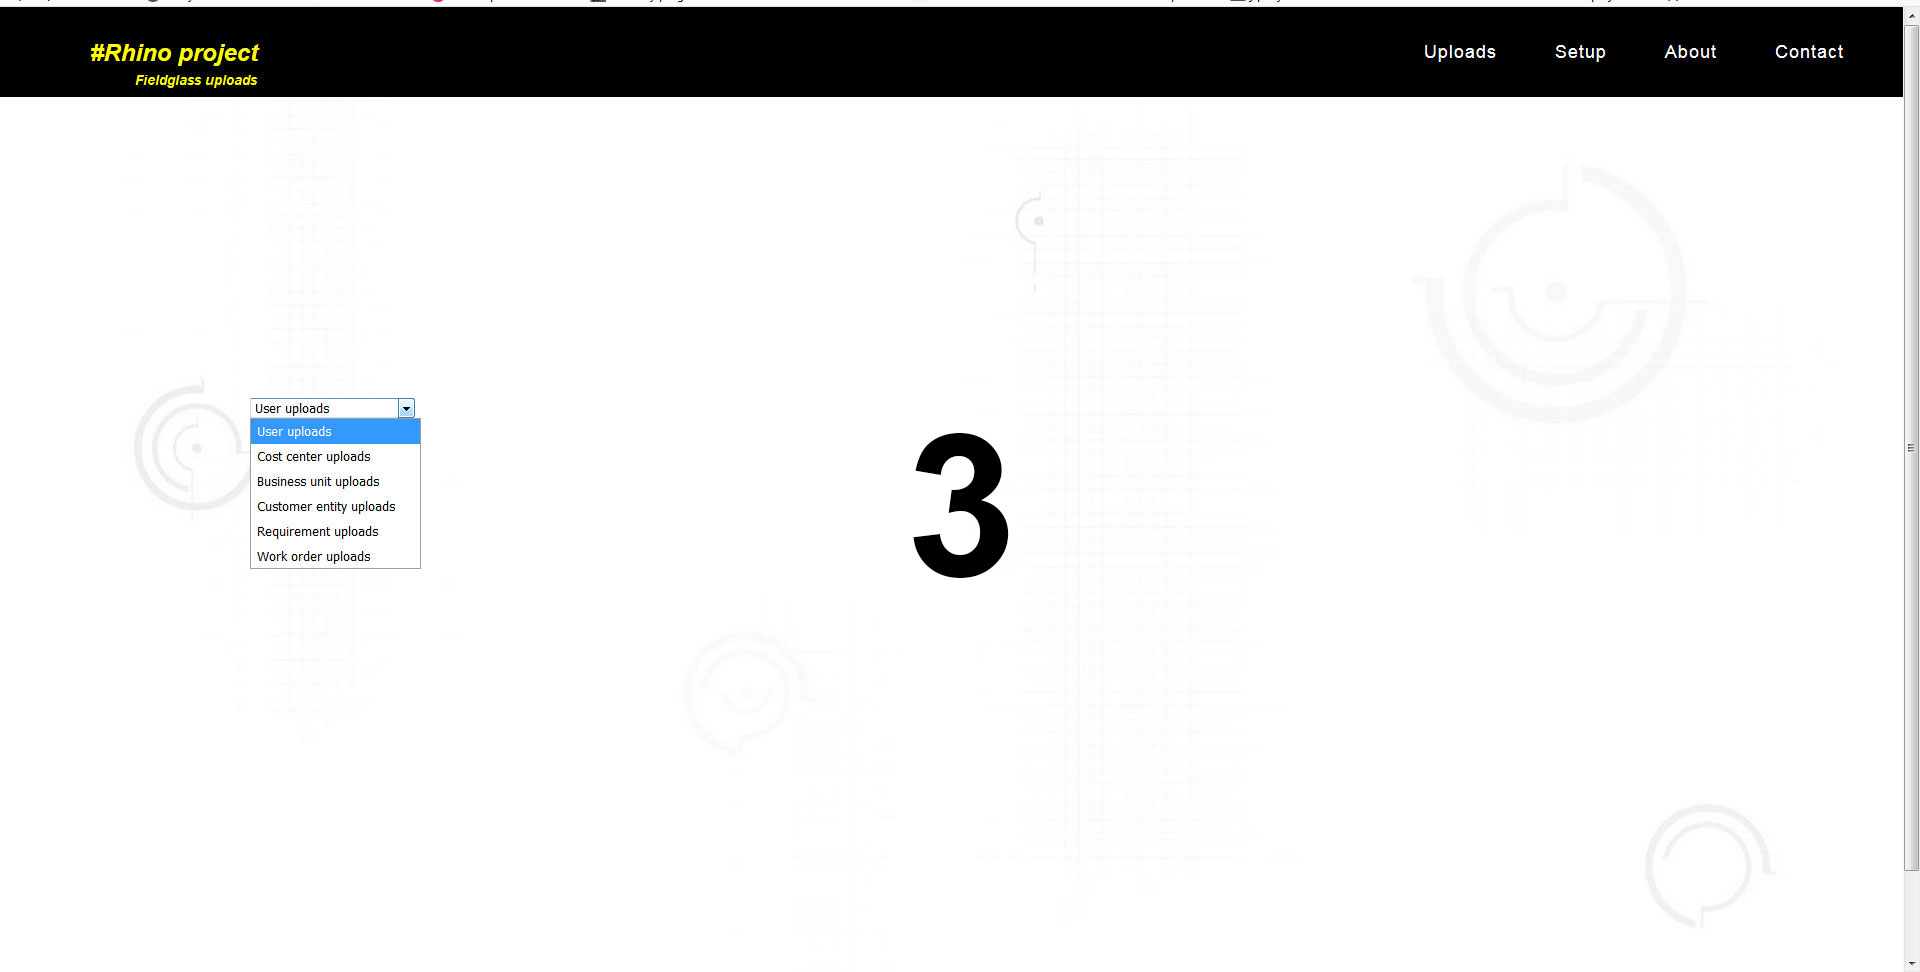 #Rhino project
Fieldglass uploads
Uploads Setup About Contact
User uploads
User uploads
Cost center uploads
Business unit uploads
Customer entity uploads
Requirement uploads
Work order uploads
3